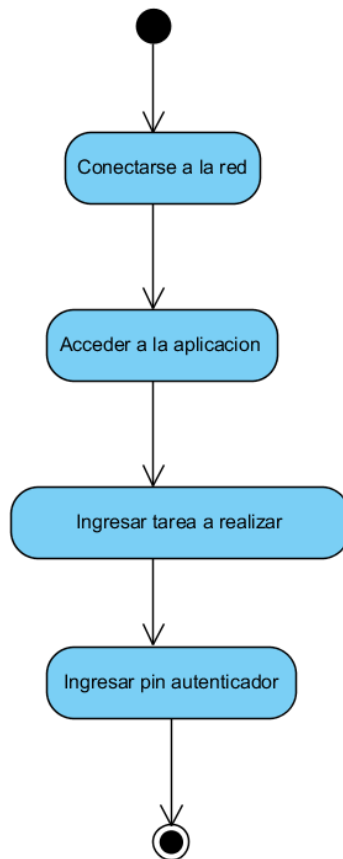 Conectarse a la red
Acceder a la aplicacion
Ingresar tarea a realizar
Ingresar pin autenticador